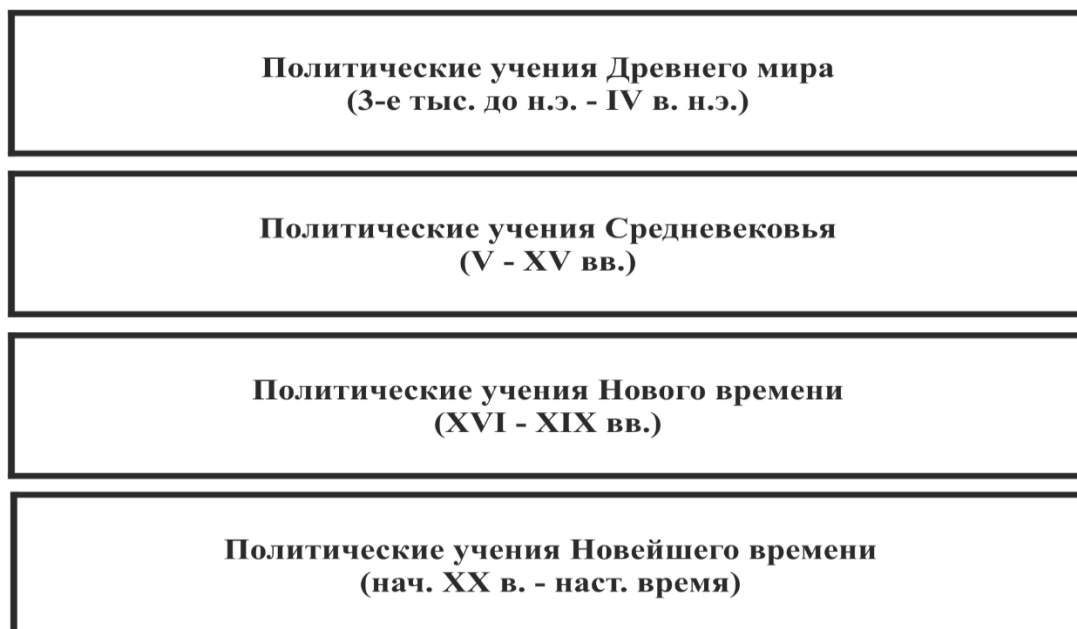 Политические учения Древнего мира
(3-е тыс. до н.э. - IV в. н.э.)
Политические учения Средневековья
(V - XV вв.)
Политические учения Нового времени
(XVI - XIX вв.)
Политические учения Новейшего времени
(нач. XX в. - наст. время)